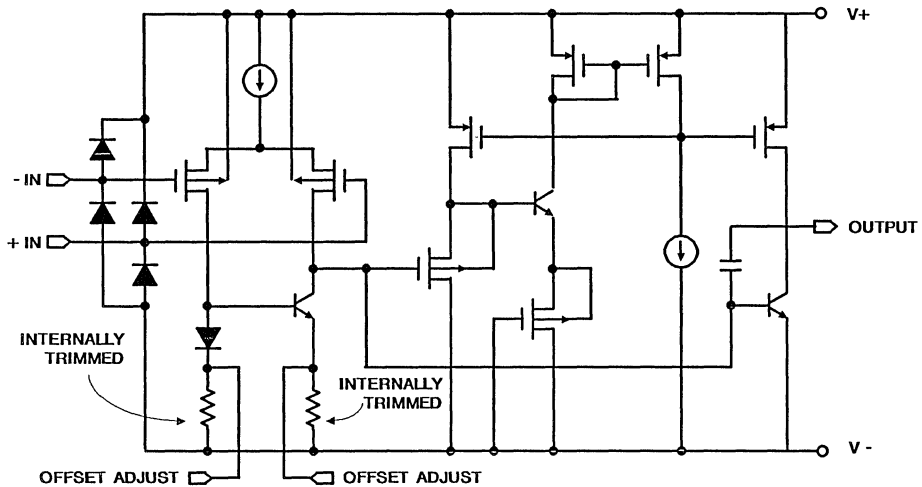 V+
- IN
+ IN
OUTPUT
INTERNALLY
TRIMMED
INTERNALLY
TRIMMED
V -
OFFSET ADJUST
OFFSET ADJUST